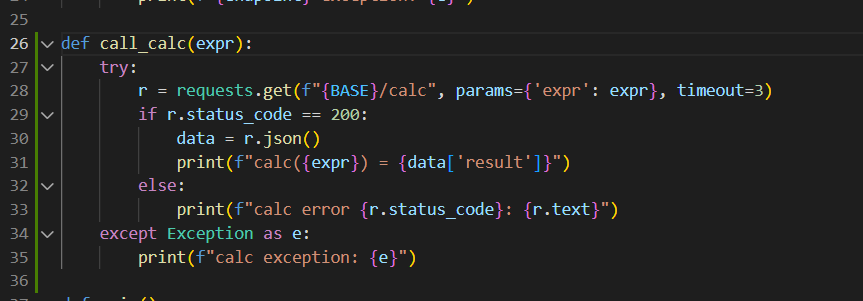 25
26 def call_calc(expr):
27     try:
28         r = requests.get(f"{BASE}/calc", params={'expr': expr}, timeout=3)
29         if r.status_code == 200:
30             data = r.json()
31             print(f"calc({expr}) = {data['result']}")
32         else:
33             print(f"calc error {r.status_code}: {r.text}")
34     except Exception as e:
35         print(f"calc exception: {e}")
36